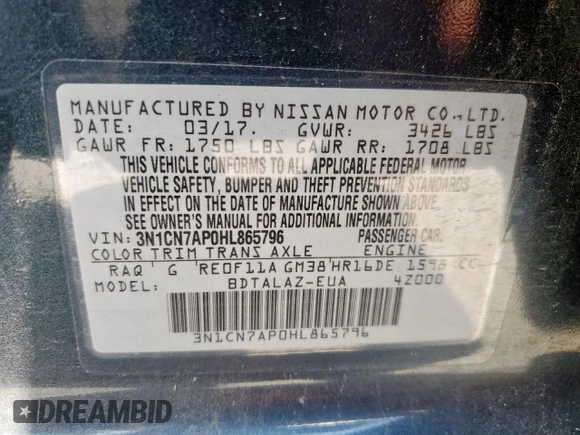 MANUFACTURED BY NISSAN MOTOR CO.,LTD.
DATE: 03/17. GVWR: 3426 LBS
GAWR FR: 1750 LBS GAWR RR: 1708 LBS
THIS VEHICLE CONFORMS TO ALL APPLICABLE FEDERAL MOTOR
VEHICLE SAFETY, BUMPER AND THEFT PREVENTION STANDARDS
IN EFFECT ON THE DATE OF MANUFACTURE SHOWN ABOVE.
SEE OWNER'S MANUAL FOR ADDITIONAL INFORMATION.
VIN: 3N1CN7AP0HL865796 PASSENGER CAR.
COLOR TRIM TRANS AXLE ENGINE
RAQ G RE0F11A GM38 HR16DE 1598 CC
MODEL: BDTALAZ-EUA 4Z000
3N1CN7AP0HL865796
DREAMBID